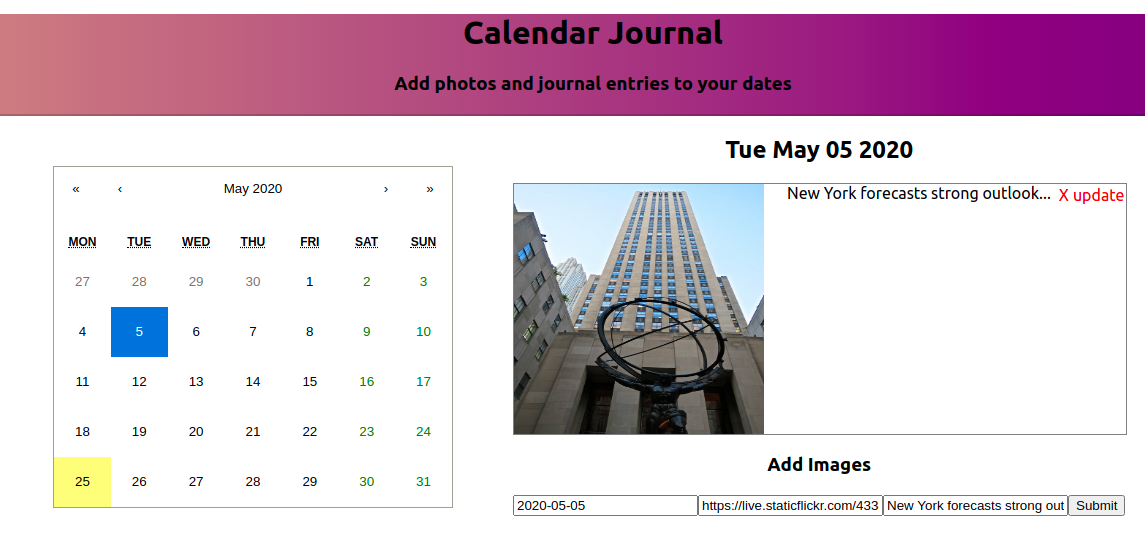 Calendar Journal
Add photos and journal entries to your dates
« ‹ May 2020 › »
MON TUE WED THU FRI SAT SUN
27 28 29 30 1 2 3
4 5 6 7 8 9 10
11 12 13 14 15 16 17
18 19 20 21 22 23 24
25 26 27 28 29 30 31
Tue May 05 2020
New York forecasts strong outlook... X update
Add Images
2020-05-05 https://live.staticflickr.com/433 New York forecasts strong out Submit